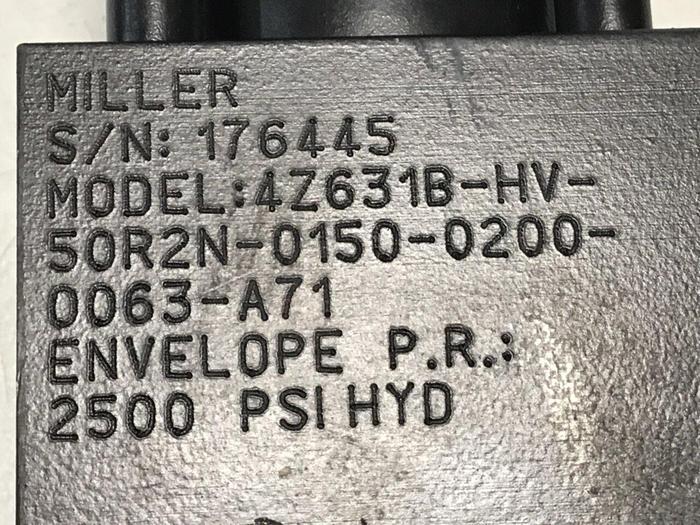 MILLER
S/N: 176445
MODEL:4Z631B-HV-
50R2N-0150-0200-
0063-A71
ENVELOPE P.R.:
2500 PSI HYD